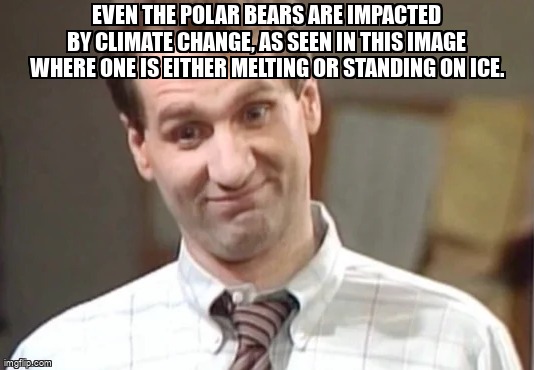 EVEN THE POLAR BEARS ARE IMPACTED
BY CLIMATE CHANGE, AS SEEN IN THIS IMAGE
WHERE ONE IS EITHER MELTING OR STANDING ON ICE.
imgflip.com